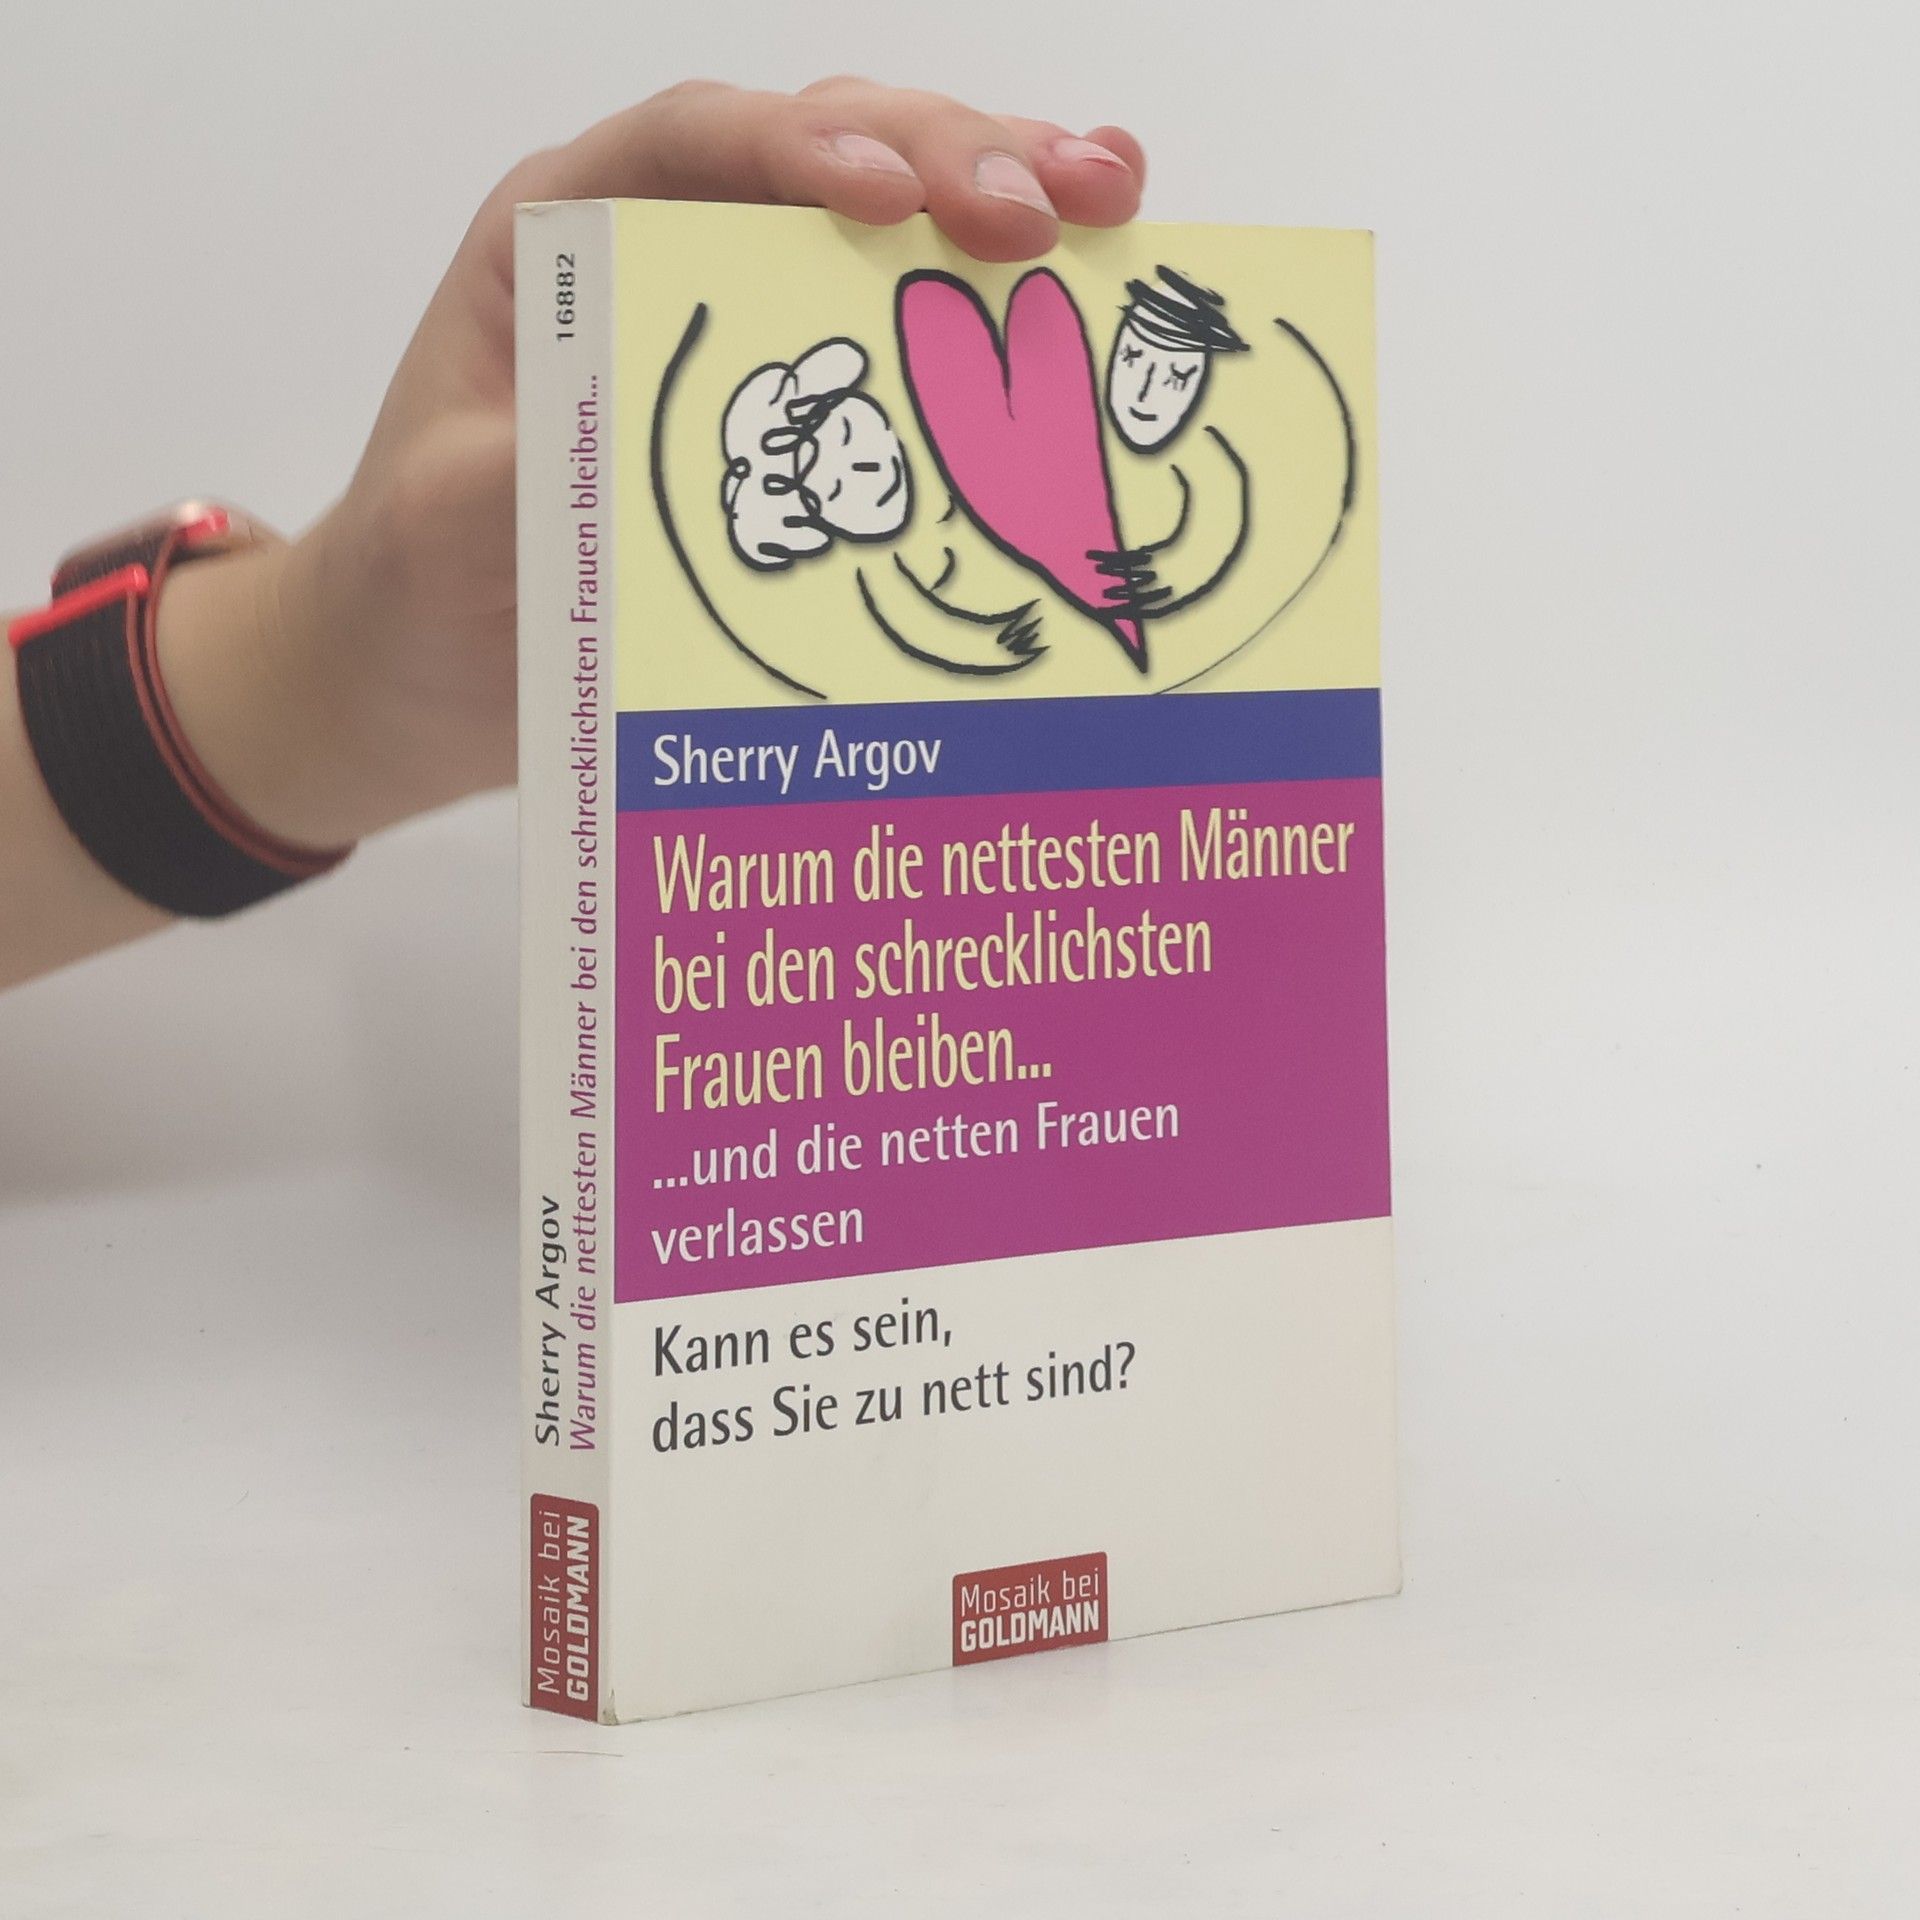 16882
Sherry Argov
Warum die nettesten Männer bei den schrecklichsten Frauen bleiben...
Mosaik bei
GOLDMANN
Sherry Argov
Warum die nettesten Männer
bei den schrecklichsten
Frauen bleiben...
...und die netten Frauen
verlassen
Kann es sein,
dass Sie zu nett sind?
Mosaik bei
GOLDMANN